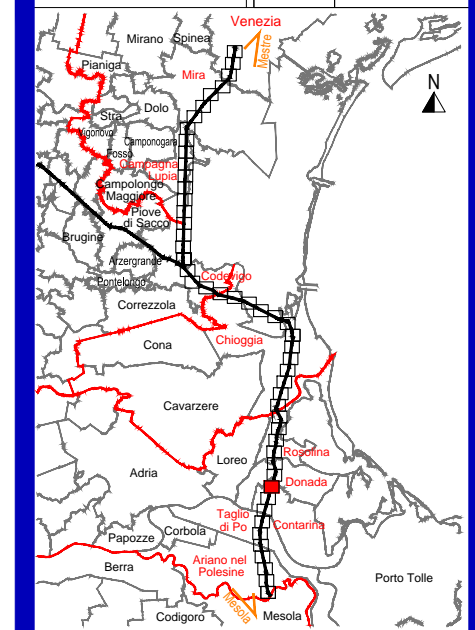 Venezia
Mirano
Spinea
Mestre
Pianiga
Mira
N
Dolo
Stra
Vigonovo
Camponogara
Fosso
Campagna
Lupia
Campolongo
Maggiore
Piove
di Sacco
Brugine
Arzergrande
Codevigo
Pontelongo
Correzzola
Chioggia
Cona
Cavarzere
Rosolina
Loreo
Adria
Donada
Taglio
di Po
Contarina
Corbola
Papozze
Ariano nel
Polesine
Berra
Porto Tolle
Mesola
Codigoro
Mesola